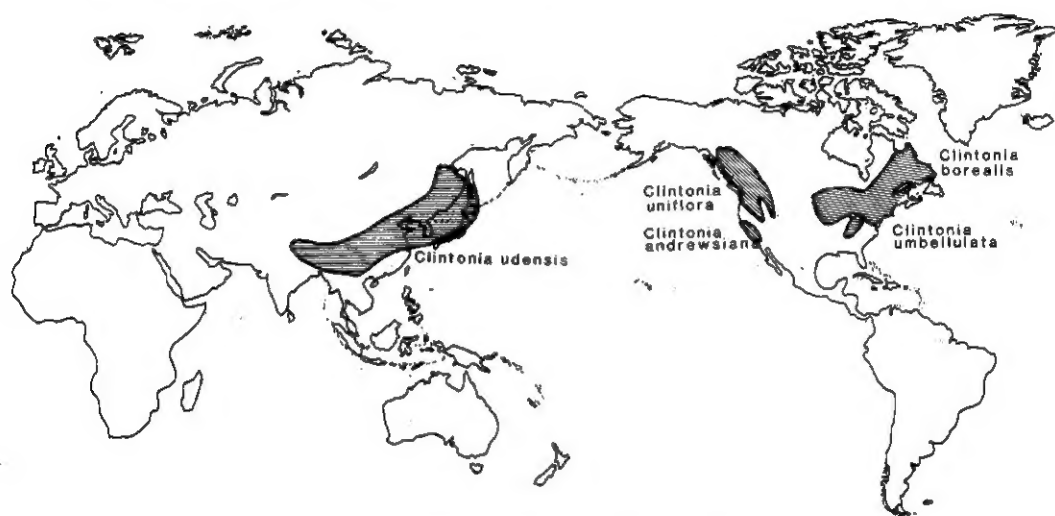 Clintonia udensis
Clintonia
uniflora
Clintonia
andrewsiana
Clintonia
borealis
Clintonia
umbellulata